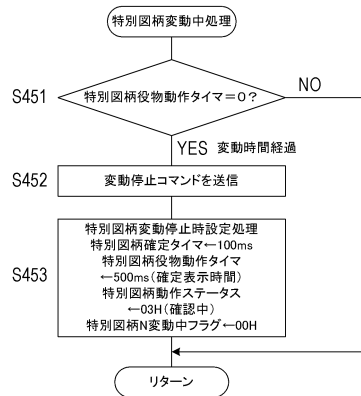 特別図柄変動中処理
S451
特別図柄役物動作タイマ=0?
NO
YES 変動時間経過
S452
変動停止コマンドを送信
S453
特別図柄変動停止時設定処理
特別図柄確定タイマ←100ms
特別図柄役物動作タイマ
←500ms(確定表示時間)
特別図柄動作ステータス
←03H(確認中)
特別図柄N変動中フラグ←00H
リターン